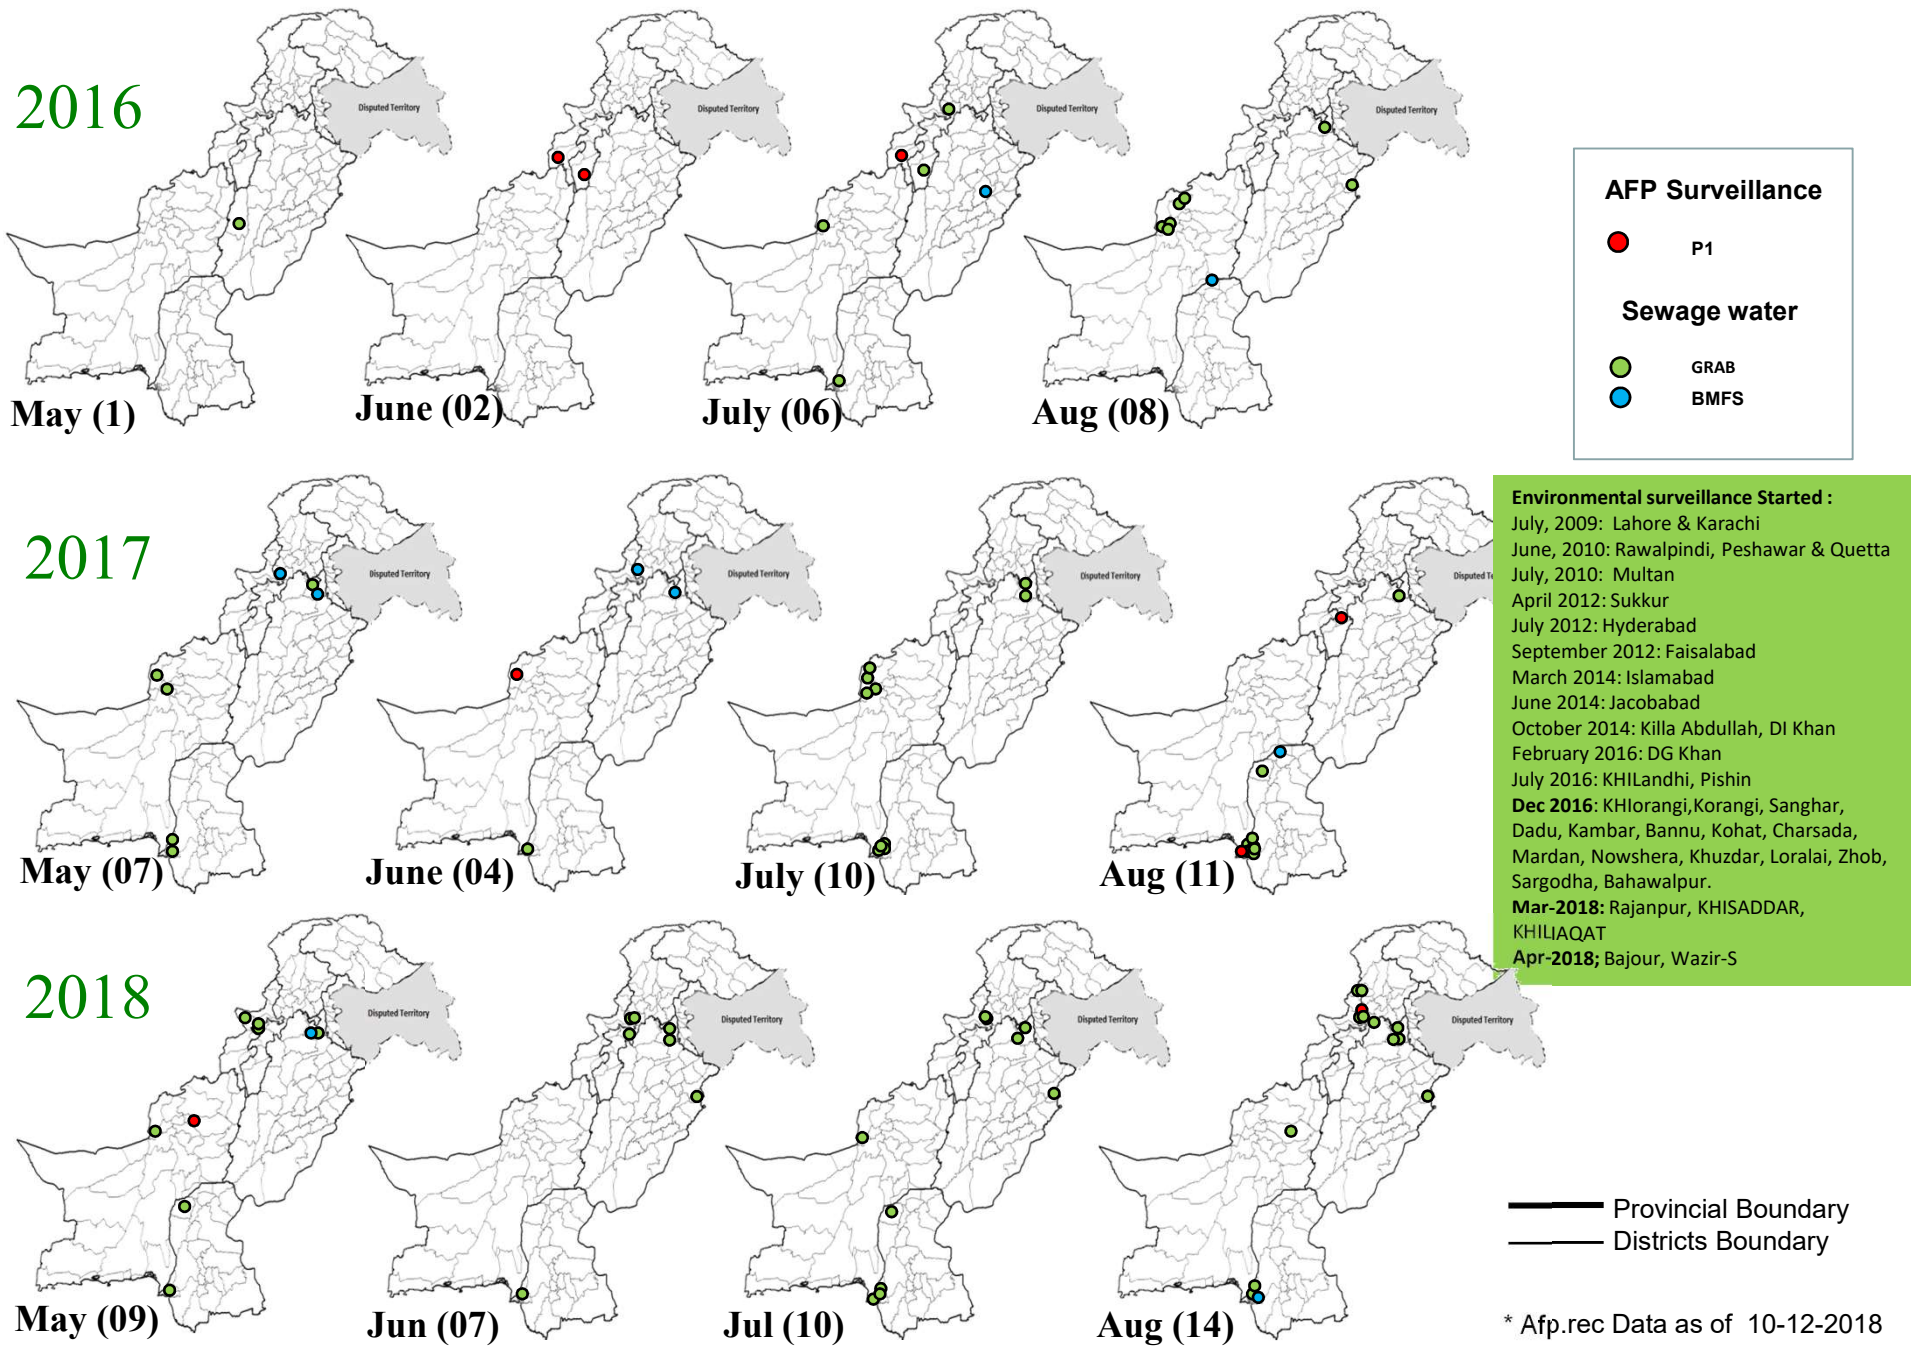 2016
Disputed Territory
Disputed Territory
Disputed Territory
Disputed Territory
May (1)
June (02)
July (06)
Aug (08)
AFP Surveillance
P1
Sewage water
GRAB
BMFS
2017
Disputed Territory
Disputed Territory
Disputed Territory
Disputed Te
May (07)
June (04)
July (10)
Aug (11)
Environmental surveillance Started :
July, 2009: Lahore & Karachi
June, 2010: Rawalpindi, Peshawar & Quetta
July, 2010: Multan
April 2012: Sukkur
July 2012: Hyderabad
September 2012: Faisalabad
March 2014: Islamabad
June 2014: Jacobabad
October 2014: Killa Abdullah, DI Khan
February 2016: DG Khan
July 2016: KHILandhi, Pishin
Dec 2016: KHIorangi,Korangi, Sanghar,
Dadu, Kambar, Bannu, Kohat, Charsada,
Mardan, Nowshera, Khuzdar, Loralai, Zhob,
Sargodha, Bahawalpur.
Mar-2018: Rajanpur, KHISADDAR,
KHILIAQAT
Apr-2018; Bajour, Wazir-S
2018
Disputed Territory
Disputed Territory
Disputed Territory
Disputed Territory
May (09)
Jun (07)
Jul (10)
Aug (14)
Provincial Boundary
Districts Boundary
* Afp.rec Data as of 10-12-2018